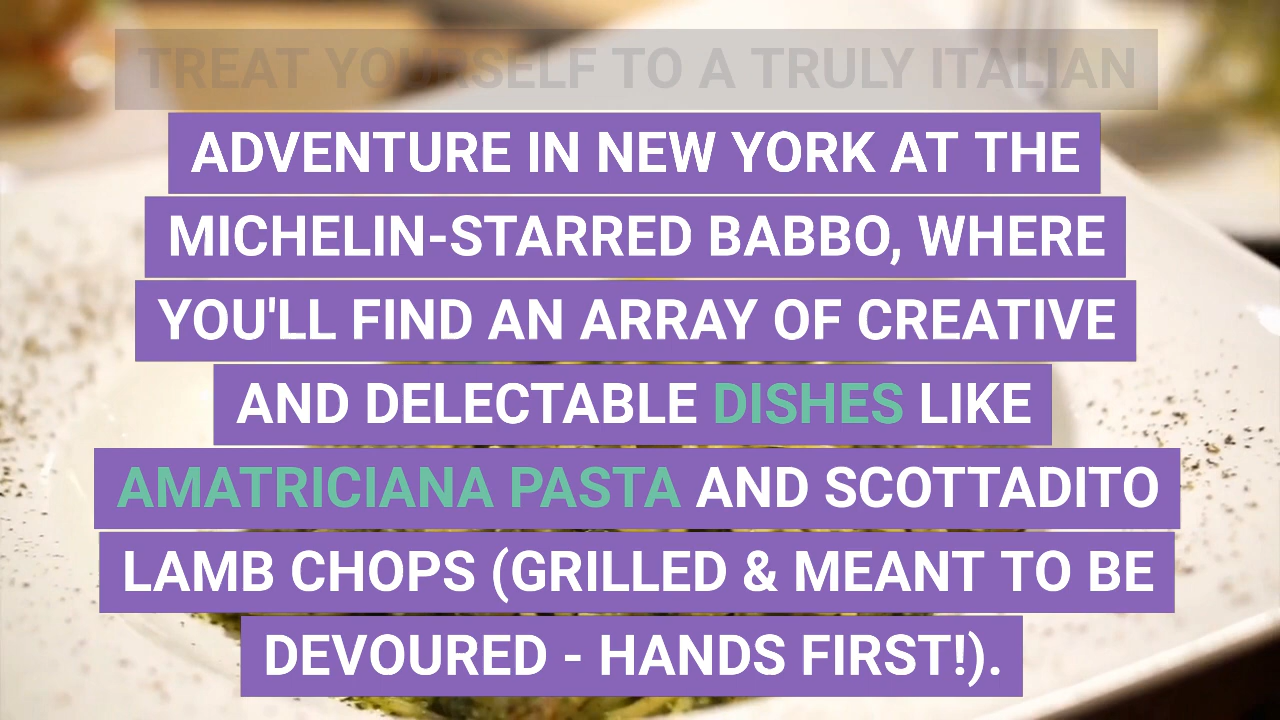 TREAT YOURSELF TO A TRULY ITALIAN
ADVENTURE IN NEW YORK AT THE
MICHELIN-STARRED BABBO, WHERE
YOU'LL FIND AN ARRAY OF CREATIVE
AND DELECTABLE DISHES LIKE
AMATRICIANA PASTA AND SCOTTADITO
LAMB CHOPS (GRILLED & MEANT TO BE
DEVOURED - HANDS FIRST!).